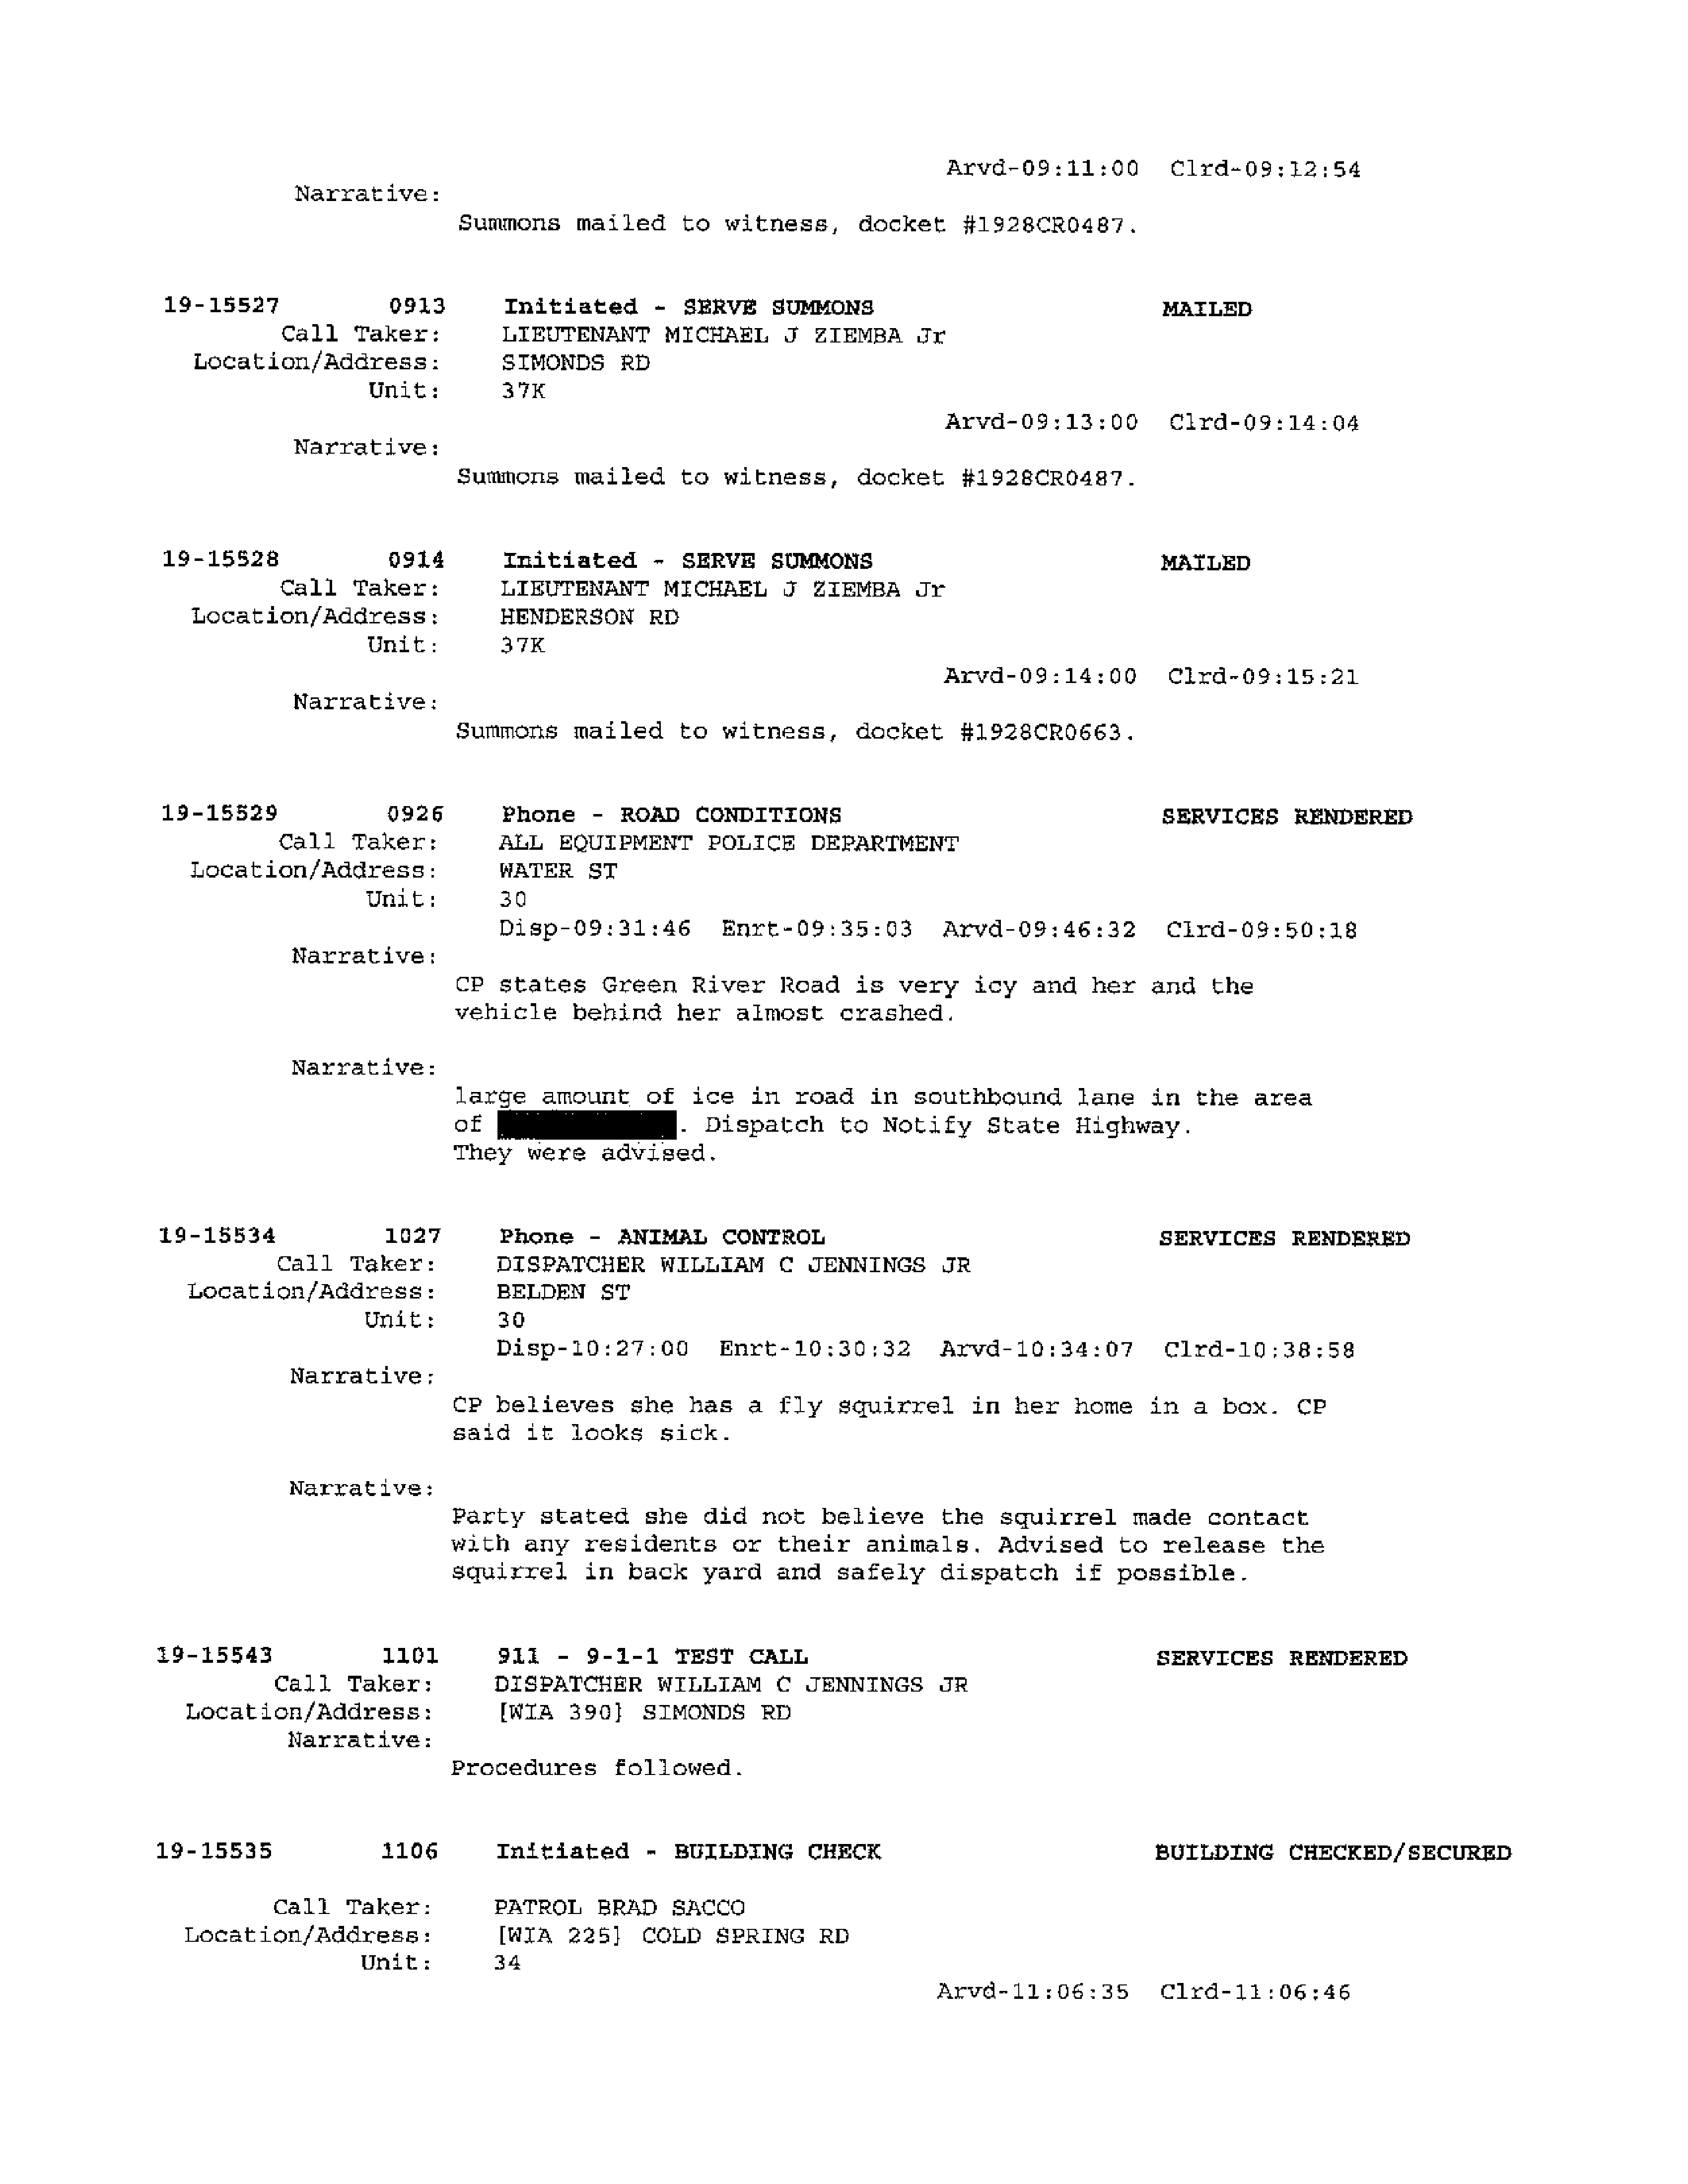 Arvd-09:11:00 Clrd-09:12:54
Narrative:
Summons mailed to witness, docket #1928CR0487.
19-15527 0913 Initiated - SERVE SUMMONS MAILED
Call Taker: LIEUTENANT MICHAEL J ZIEMBA Jr
Location/Address: SIMONDS RD
Unit: 37K
Arvd-09:13:00 Clrd-09:14:04
Narrative:
Summons mailed to witness, docket #1928CR0487.
19-15528 0914 Initiated - SERVE SUMMONS MAILED
Call Taker: LIEUTENANT MICHAEL J ZIEMBA Jr
Location/Address: HENDERSON RD
Unit: 37K
Arvd-09:14:00 Clrd-09:15:21
Narrative:
Summons mailed to witness, docket #1928CR0663.
19-15529 0926 Phone - ROAD CONDITIONS SERVICES RENDERED
Call Taker: ALL EQUIPMENT POLICE DEPARTMENT
Location/Address: WATER ST
Unit: 30
Disp-09:31:46 Enrt-09:35:03 Arvd-09:46:32 Clrd-09:50:18
Narrative:
CP states Green River Road is very icy and her and the
vehicle behind her almost crashed.
Narrative:
large amount of ice in road in southbound lane in the area
of . Dispatch to Notify State Highway.
They were advised.
19-15534 1027 Phone - ANIMAL CONTROL SERVICES RENDERED
Call Taker: DISPATCHER WILLIAM C JENNINGS JR
Location/Address: BELDEN ST
Unit: 30
Disp-10:27:00 Enrt-10:30:32 Arvd-10:34:07 Clrd-10:38:58
Narrative:
CP believes she has a fly squirrel in her home in a box. CP
said it looks sick.
Narrative:
Party stated she did not believe the squirrel made contact
with any residents or their animals. Advised to release the
squirrel in back yard and safely dispatch if possible.
19-15543 1101 911 - 9-1-1 TEST CALL SERVICES RENDERED
Call Taker: DISPATCHER WILLIAM C JENNINGS JR
Location/Address: [WIA 390] SIMONDS RD
Narrative:
Procedures followed.
19-15535 1106 Initiated - BUILDING CHECK BUILDING CHECKED/SECURED
Call Taker: PATROL BRAD SACCO
Location/Address: [WIA 225] COLD SPRING RD
Unit: 34
Arvd-11:06:35 Clrd-11:06:46